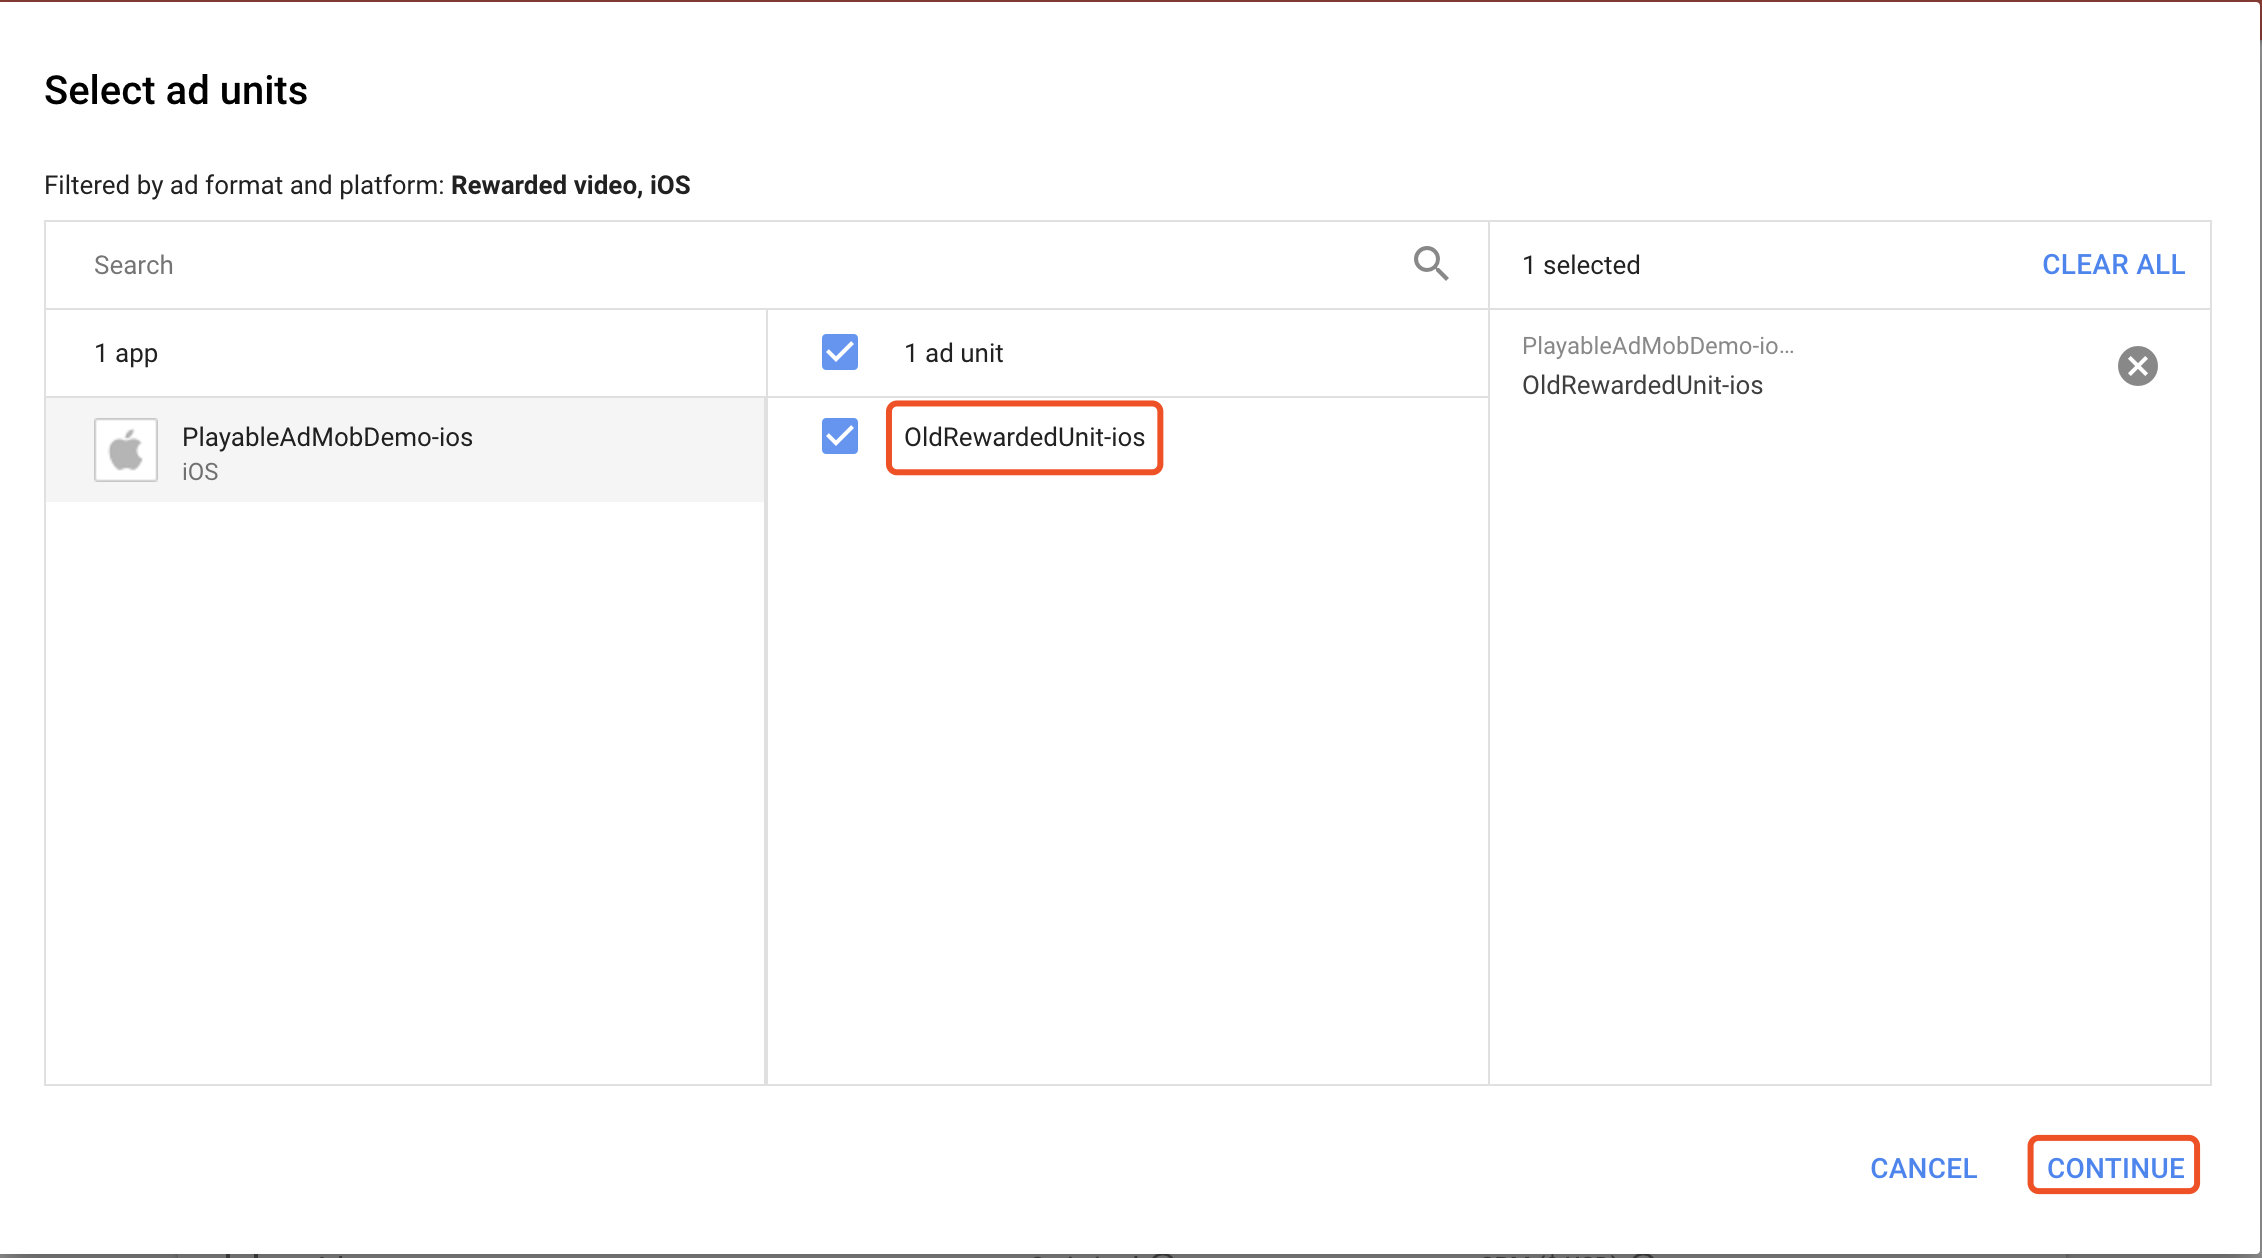 Select ad units
Filtered by ad format and platform: Rewarded video, iOS
Search
1 selected
CLEAR ALL
1 app
1 ad unit
PlayableAdMobDemo-io...
OldRewardedUnit-ios
PlayableAdMobDemo-ios
iOS
OldRewardedUnit-ios
CANCEL
CONTINUE